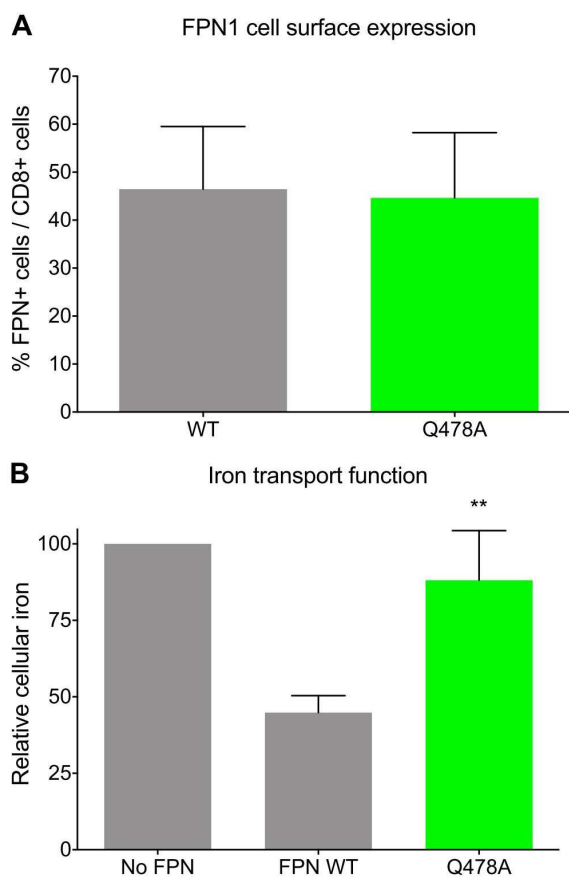 A
FPN1 cell surface expression
% FPN+ cells / CD8+ cells
70
60
50
40
30
20
10
0
WT
Q478A
B
Iron transport function
**
Relative cellular iron
100
75
50
25
0
No FPN
FPN WT
Q478A